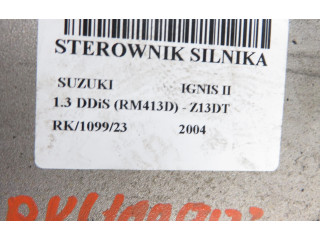 STEROWNIK SILNIKA
SUZUKI IGNIS II
1.3 DDiS (RM413D) - Z13DT
RK/1099/23 2004